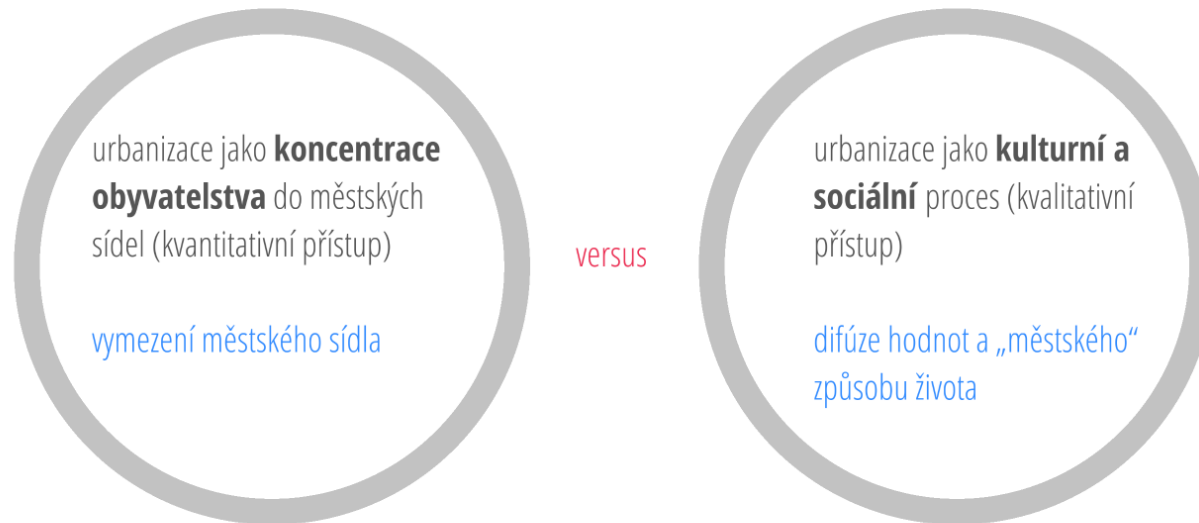 urbanizace jako koncentrace
obyvatelstva do městských
sídel (kvantitativní přístup)
vymezení městského sídla
versus
urbanizace jako kulturní a
sociální proces (kvalitativní
přístup)
difúze hodnot a „městského“
způsobu života